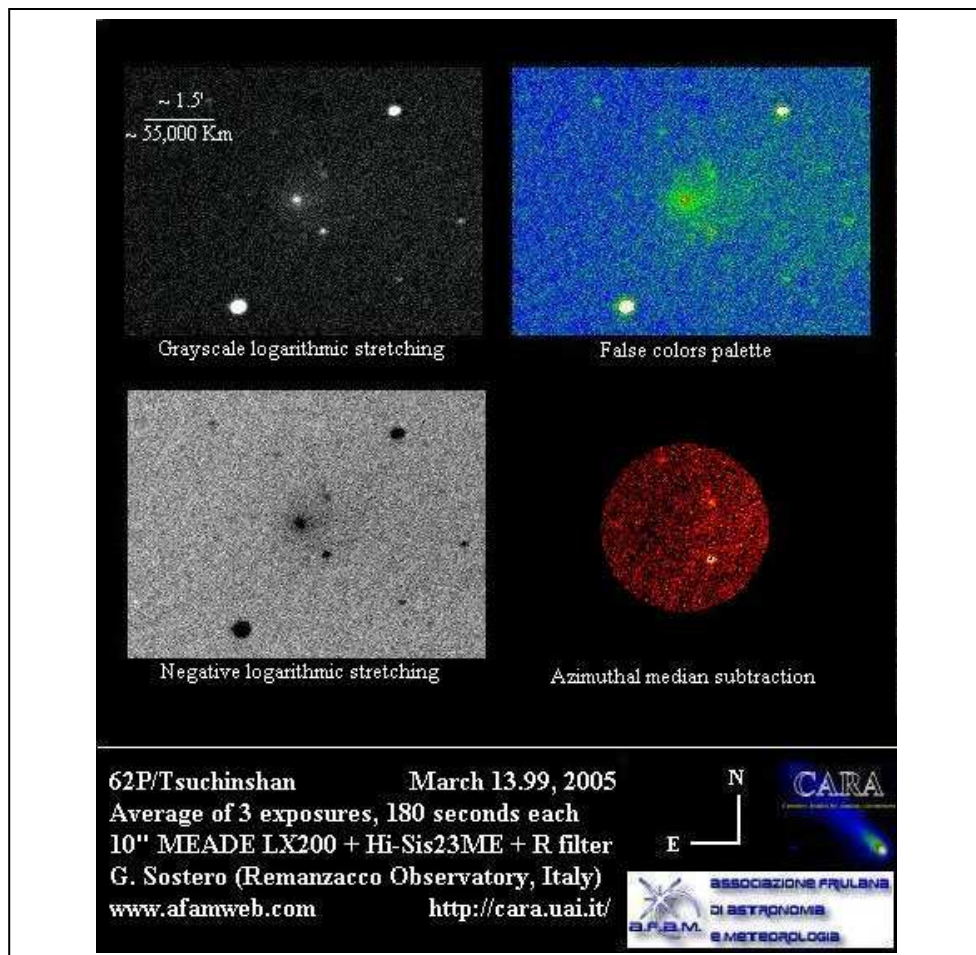 ~ 1.5'
~ 55,000 Km
Grayscale logarithmic stretching
False colors palette
Negative logarithmic stretching
Azimuthal median subtraction
62P/Tsuchinshan March 13.99, 2005
Average of 3 exposures, 180 seconds each
10" MEADE LX200 + Hi-Sis23ME + R filter
G. Sostero (Remanzacco Observatory, Italy)
www.afamweb.com http://cara.uai.it/
N
E
CARA
A.F.A.M.
ASSOCIAZIONE FRIULANA
DI ASTRONOMIA
E METEOROLOGIA